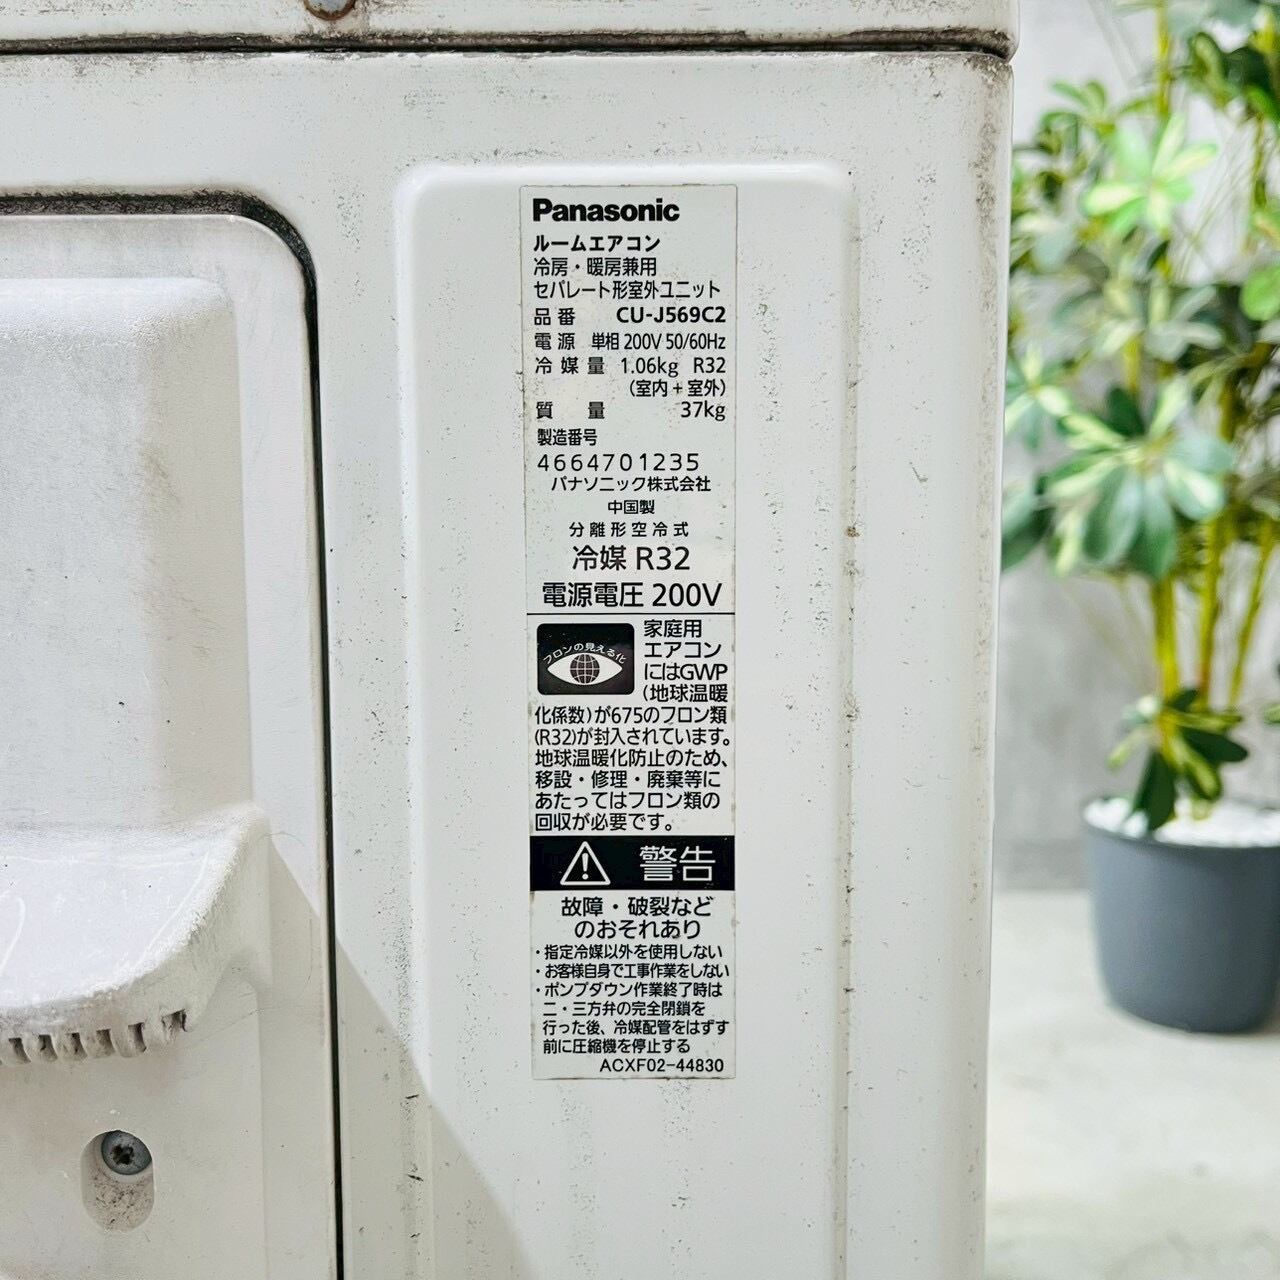 Panasonic
ルームエアコン
冷房・暖房兼用
セパレート形室外ユニット
品番 CU-J569C2
電源 単相 200V 50/60Hz
冷媒量 1.06kg R32
(室内+室外)
質量 37kg
製造番号
4664701235
パナソニック株式会社
中国製
分離形空冷式
冷媒 R32
電源電圧 200V
フロンの見える化
家庭用
エアコン
にはGWP
(地球温暖
化係数)が675のフロン類
(R32)が封入されています。
地球温暖化防止のため、
移設・修理・廃棄等に
あたってはフロン類の
回収が必要です。
警告
故障・破裂など
のおそれあり
・指定冷媒以外を使用しない
・お客様自身で工事作業をしない
・ポンプダウン作業終了時は
二・三方弁の完全閉鎖を
行った後、冷媒配管をはずす
前に圧縮機を停止する
ACXF02-44830